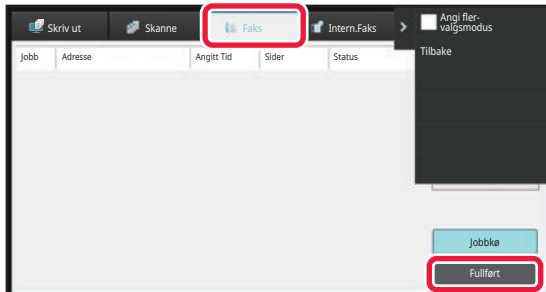 Skriv ut
Skanne
Faks
Intern.Faks
Angi fler-
valgsmodus
Tilbake
Jobb Adresse Angitt Tid Sider Status
Jobbkø
Fullført